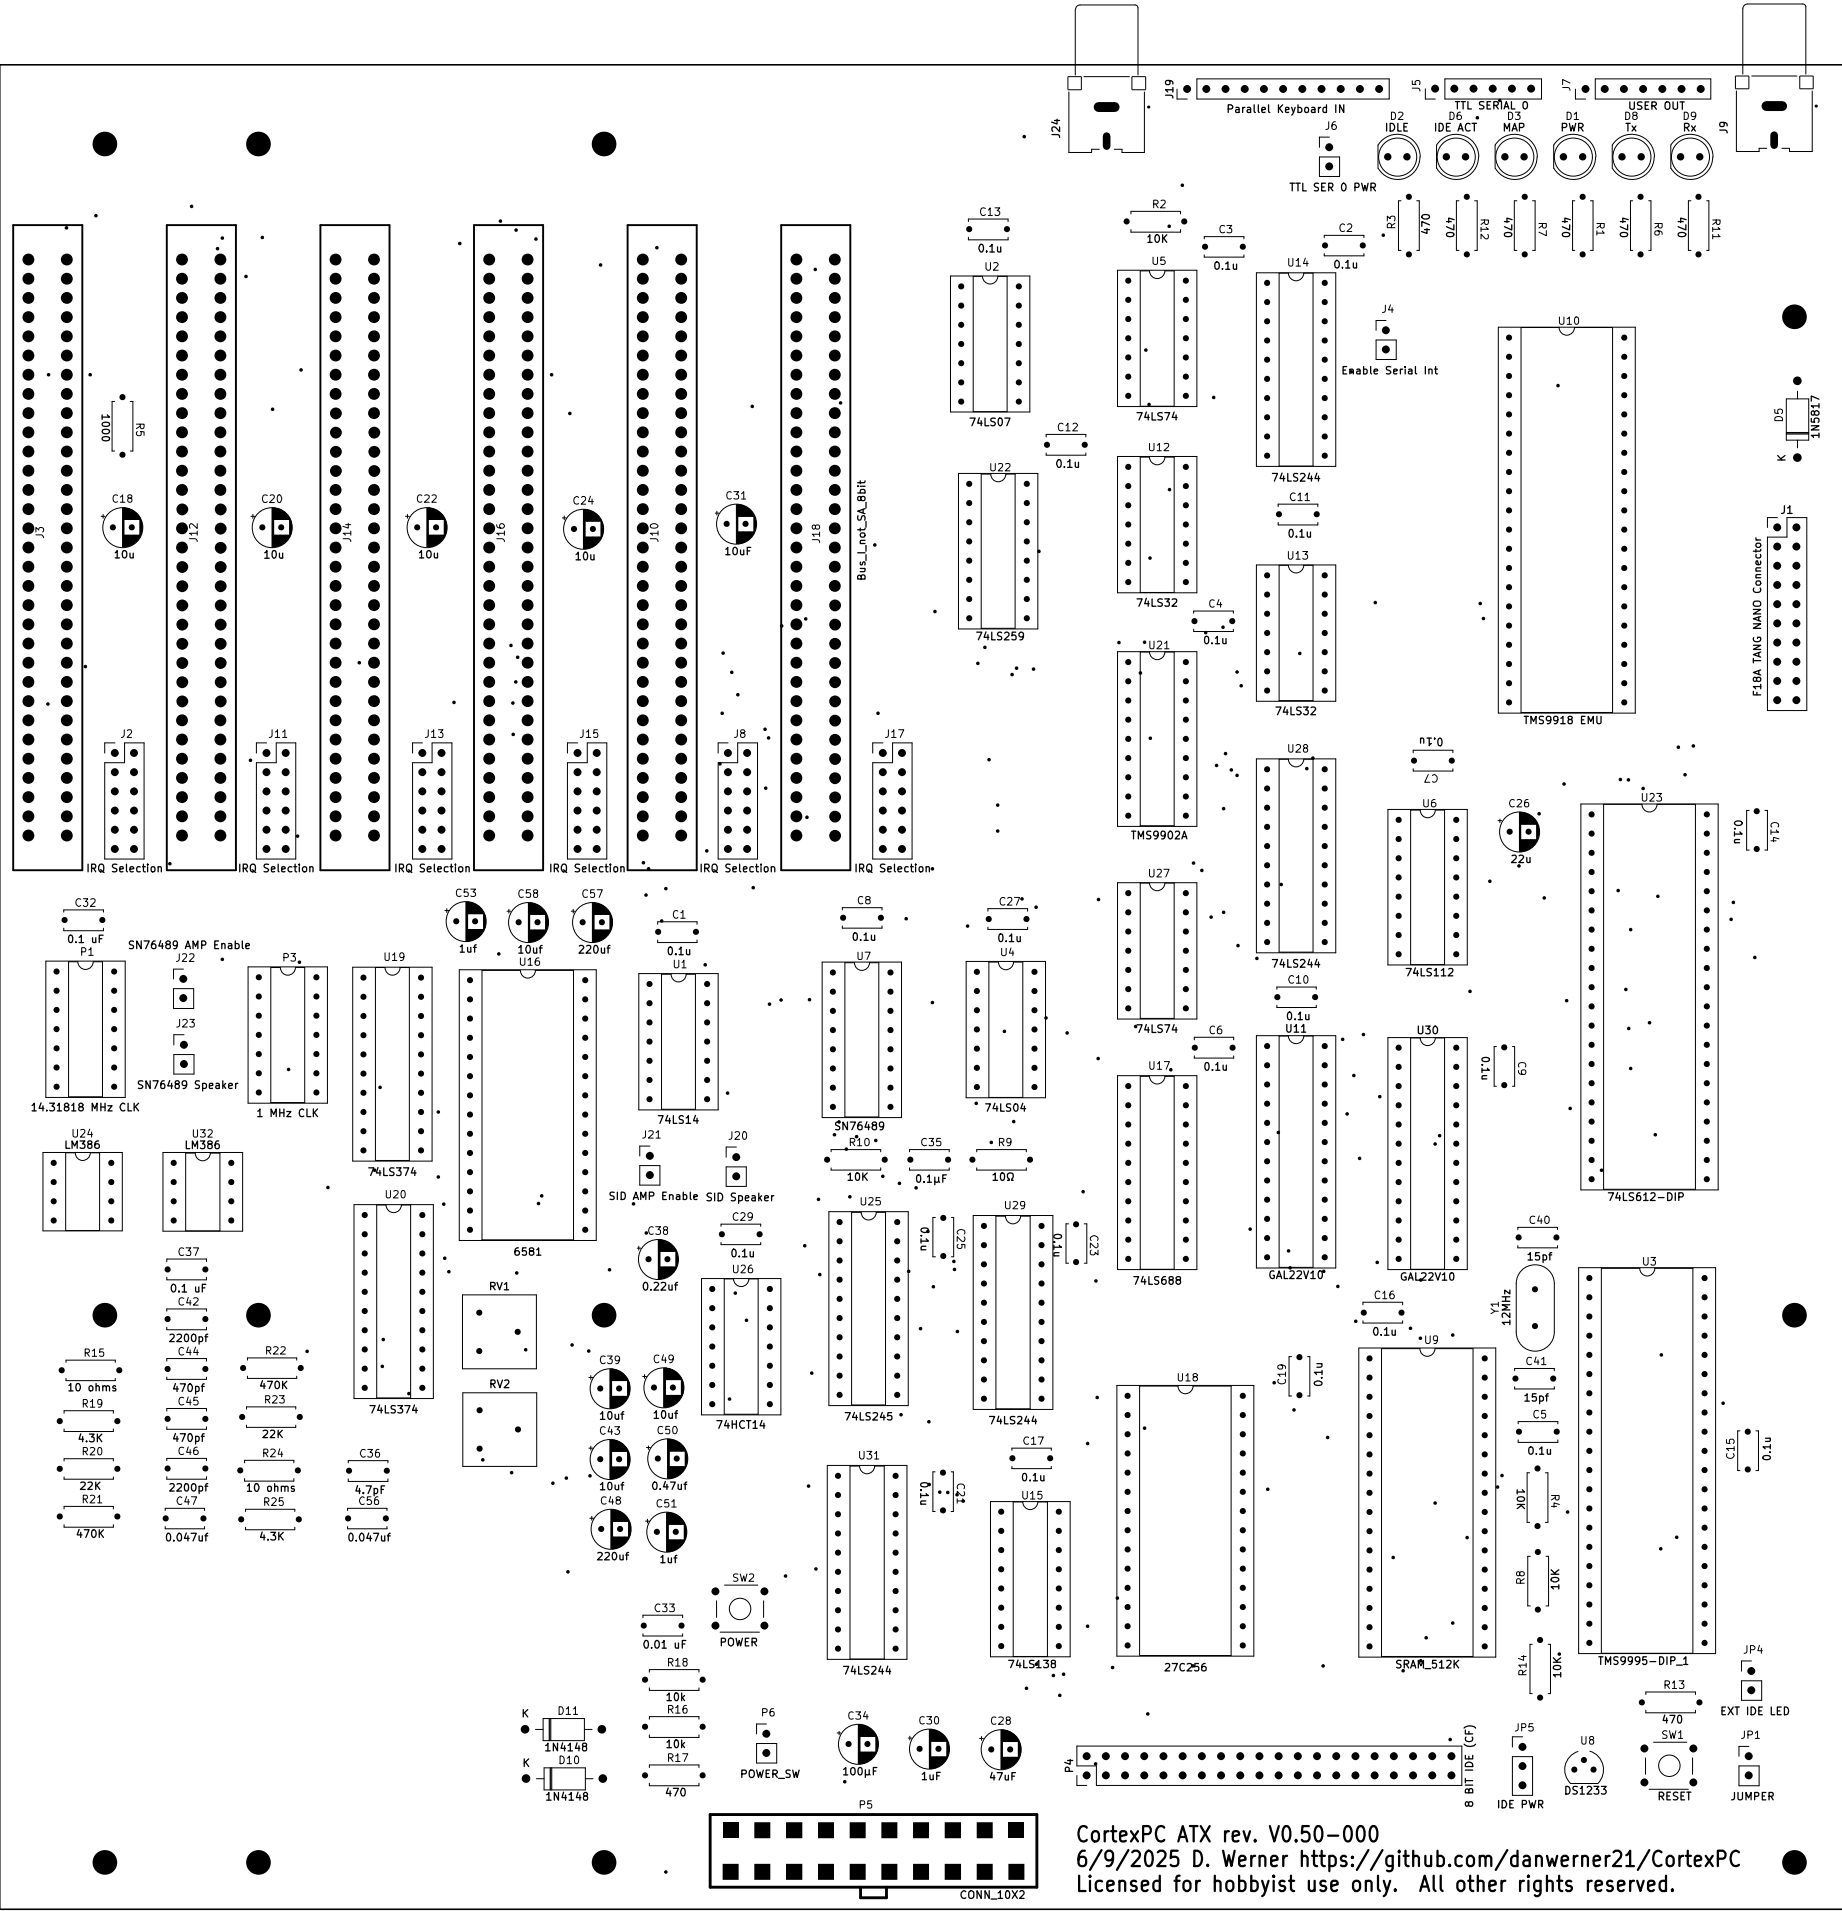 J19
Parallel Keyboard IN
J5
TTL SERIAL 0
J7
USER OUT
J24
J9
J6
TTL SER 0 PWR
D2
IDLE
D6
IDE ACT
D3
MAP
D1
PWR
D8
Tx
D9
Rx
R3
470
470
R12
470
R7
470
R1
470
R6
470
R11
C13
0.1u
R2
10K
C3
0.1u
C2
0.1u
U2
74LS07
U5
74LS74
U14
74LS244
J4
Enable Serial Int
U10
TMS9918 EMU
D5
1N5817
K
J1
F18A TANG NANO Connector
J3
1000
R5
C18
10u
J12
C20
10u
J14
C22
10u
J16
C24
10u
J10
C31
10uF
J18
Bus_I_not_SA_8bit
C12
0.1u
U22
74LS259
U12
74LS32
C11
0.1u
U13
74LS32
C4
0.1u
U21
TMS9902A
J2
IRQ Selection
J11
IRQ Selection
J13
IRQ Selection
J15
IRQ Selection
J8
IRQ Selection
J17
IRQ Selection
U28
74LS244
0.1u
C7
U6
74LS112
C26
22u
U23
74LS612-DIP
0.1u
C14
C32
0.1 uF
P1
14.31818 MHz CLK
SN76489 AMP Enable
J22
J23
SN76489 Speaker
P3
1 MHz CLK
U19
74LS374
C53
1uf
C58
10uf
C57
220uf
U16
6581
C1
0.1u
U1
74LS14
C8
0.1u
U7
SN76489
C27
0.1u
U4
74LS04
U27
74LS74
C10
0.1u
C6
0.1u
U11
GAL22V10
U30
GAL22V10
0.1u
C9
U24
LM386
U32
LM386
U20
74LS374
J21
SID AMP Enable
J20
SID Speaker
R10
10K
C35
0.1µF
R9
10Ω
U17
74LS688
C38
0.22uf
C29
0.1u
U26
74HCT14
U25
74LS245
0.1u
C25
U29
74LS244
0.1u
C23
C40
15pf
Y1
12MHz
C41
15pf
C5
0.1u
U3
TMS9995-DIP_1
C37
0.1 uF
C42
2200pf
C44
470pf
C45
470pf
C46
2200pf
C47
0.047uf
R15
10 ohms
R19
4.3K
R20
22K
R21
470K
R22
470K
R23
22K
R24
10 ohms
R25
4.3K
C36
4.7pF
C56
0.047uf
RV1
RV2
C39
10uf
C49
10uf
C43
10uf
C50
0.47uf
C48
220uf
C51
1uf
U31
74LS244
0.1u
C21
C17
0.1u
U15
74LS138
U18
27C256
C19
0.1u
C16
0.1u
U9
SRAM_512K
10K
R4
R8
10K
R14
10K
C15
0.1u
SW2
POWER
C33
0.01 uF
R18
10k
R16
10k
R17
470
K
D11
1N4148
K
D10
1N4148
P6
POWER_SW
C34
100µF
C30
1uF
C28
47uF
P4
8 BIT IDE (CF)
JP5
IDE PWR
U8
DS1233
R13
470
SW1
RESET
JP4
EXT IDE LED
JP1
JUMPER
P5
CONN_10X2
CortexPC ATX rev. V0.50-000
6/9/2025 D. Werner https://github.com/danwerner21/CortexPC
Licensed for hobbyist use only.  All other rights reserved.